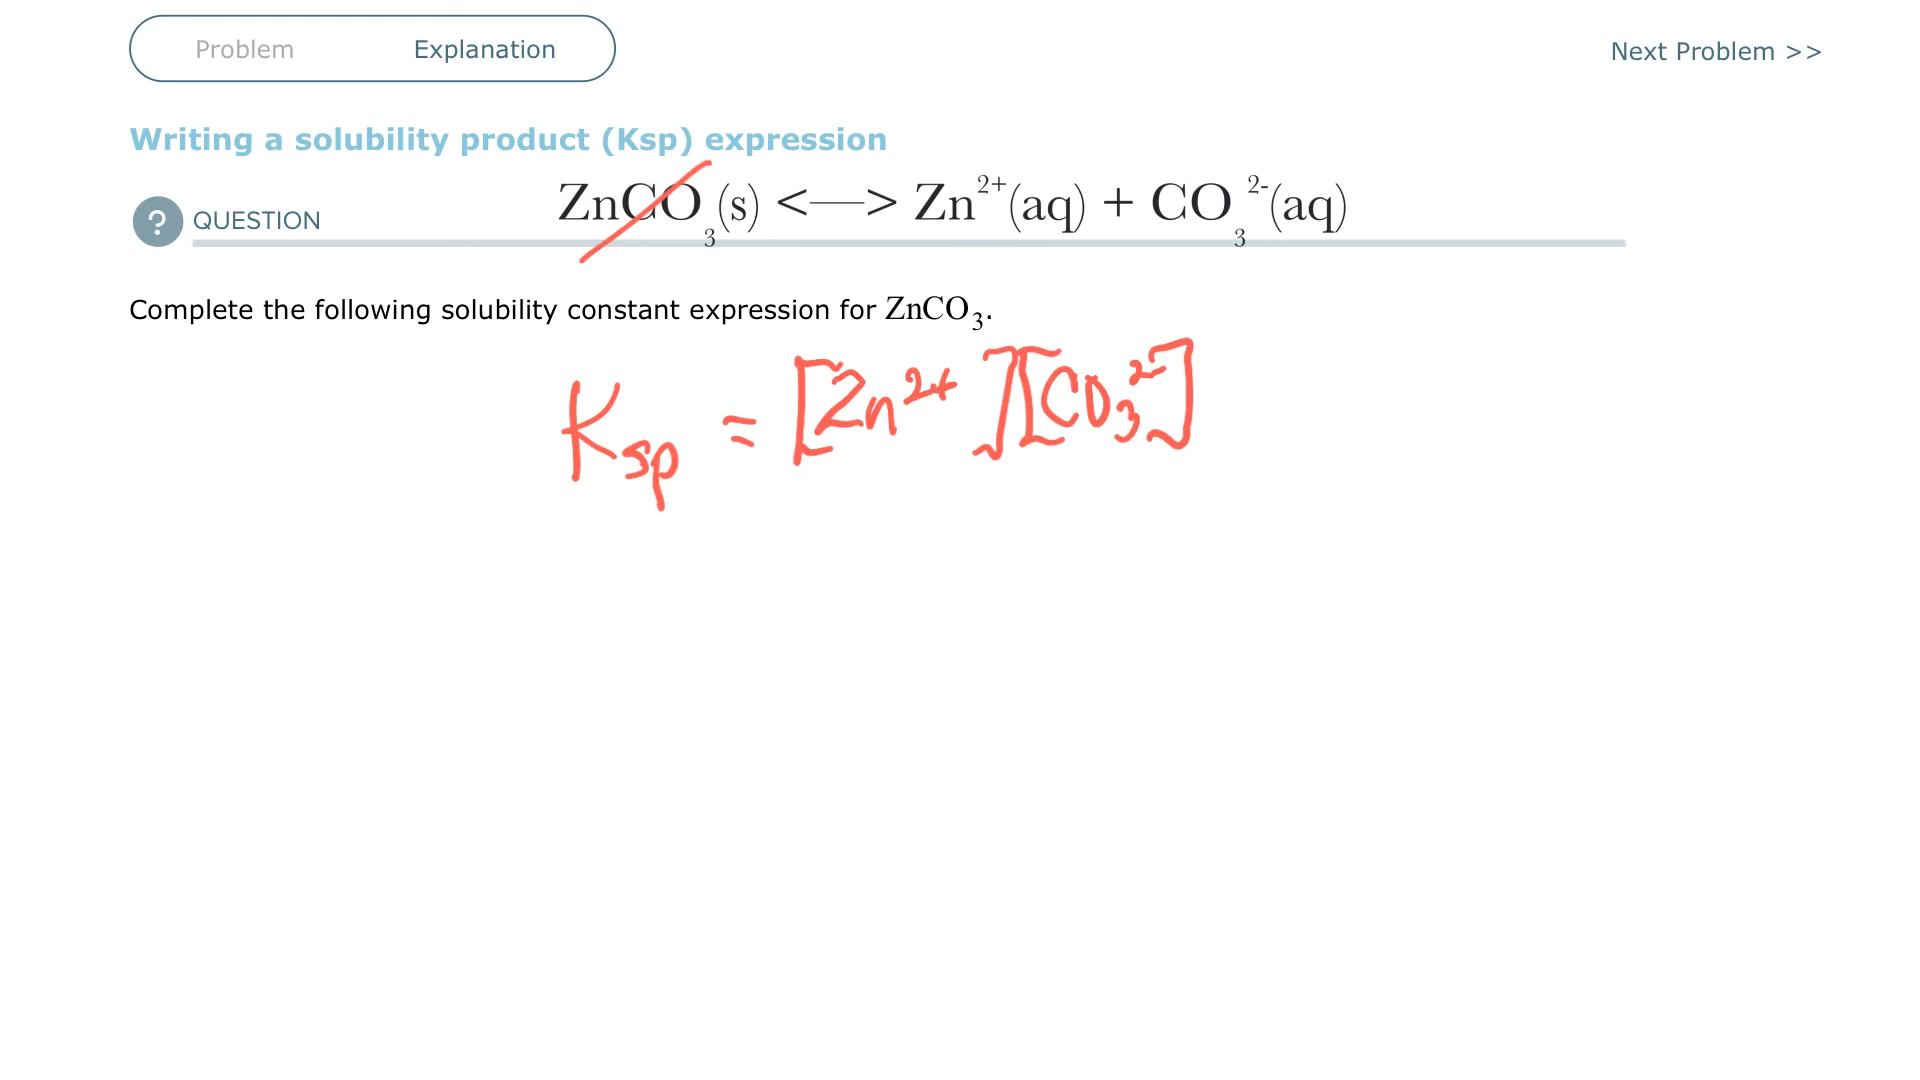 Problem Explanation Next Problem >>
Writing a solubility product (Ksp) expression
ZnCO₃(s) <—> Zn²⁺(aq) + CO₃²⁻(aq)
? QUESTION
Complete the following solubility constant expression for ZnCO₃.
Ksp = [Zn²⁺][CO₃²⁻]